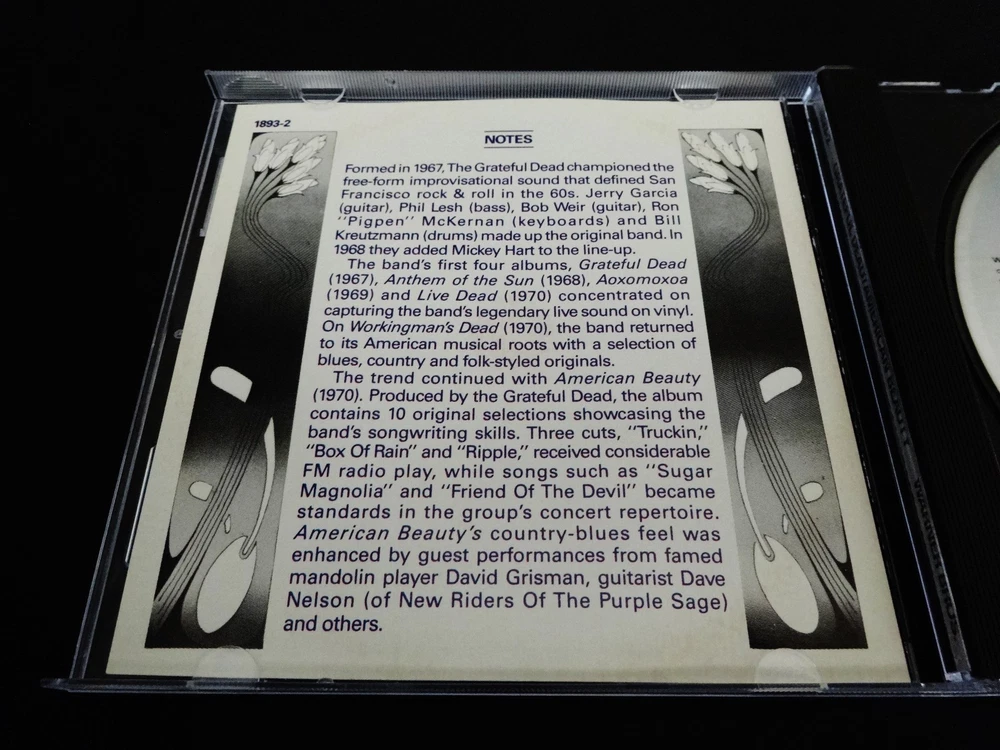 1893-2
NOTES
Formed in 1967, The Grateful Dead championed the
free-form improvisational sound that defined San
Francisco rock & roll in the 60s. Jerry Garcia
(guitar), Phil Lesh (bass), Bob Weir (guitar), Ron
"Pigpen" McKernan (keyboards) and Bill
Kreutzmann (drums) made up the original band. In
1968 they added Mickey Hart to the line-up.
The band's first four albums, Grateful Dead
(1967), Anthem of the Sun (1968), Aoxomoxoa
(1969) and Live Dead (1970) concentrated on
capturing the band's legendary live sound on vinyl.
On Workingman's Dead (1970), the band returned
to its American musical roots with a selection of
blues, country and folk-styled originals.
The trend continued with American Beauty
(1970). Produced by the Grateful Dead, the album
contains 10 original selections showcasing the
band's songwriting skills. Three cuts, "Truckin,"
"Box Of Rain" and "Ripple," received considerable
FM radio play, while songs such as "Sugar
Magnolia" and "Friend Of The Devil" became
standards in the group's concert repertoire.
American Beauty's country-blues feel was
enhanced by guest performances from famed
mandolin player David Grisman, guitarist Dave
Nelson (of New Riders Of The Purple Sage)
and others.